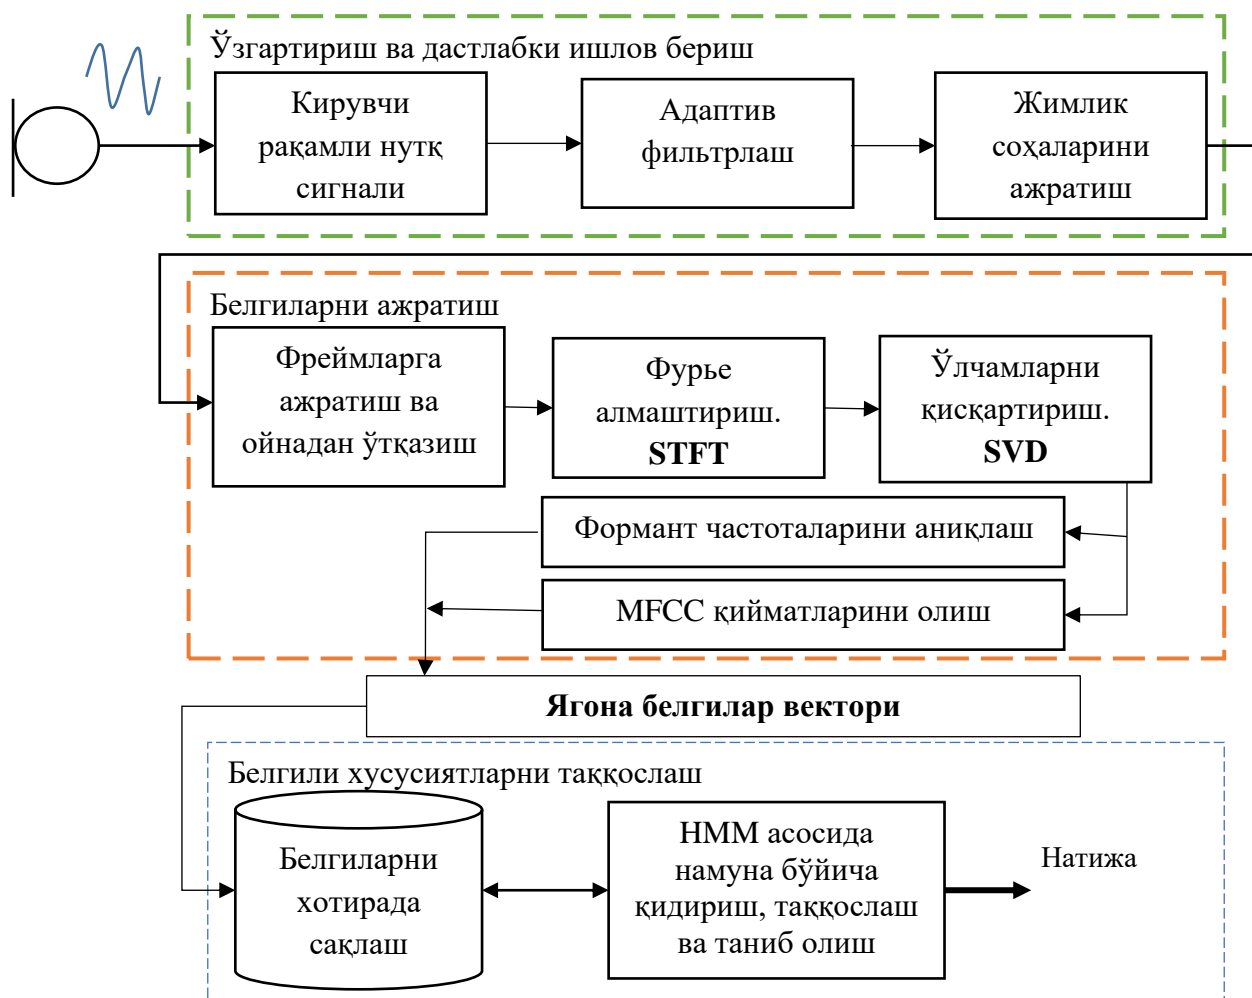 Ўзгартириш ва дастлабки ишлов бериш
Кирувчи
рақамли нутқ
сигнали
Адаптив
фильтрлаш
Жимлик
соҳаларини
ажратиш
Белгиларни ажратиш
Фреймларга
ажратиш ва
ойнадан ўтқазиш
Фурье
алмаштириш.
STFT
Ўлчамларни
қисқартириш.
SVD
Формант частоталарини аниқлаш
MFCC қийматларини олиш
Ягона белгилар вектори
Белгили хусусиятларни таққослаш
Белгиларни
хотирада
сақлаш
HMM асосида
намуна бўйича
қидириш, таққослаш
ва таниб олиш
Натижа